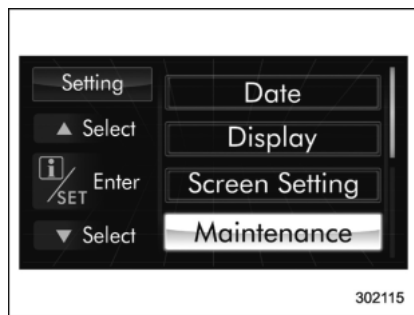 Setting
▲ Select
i/SET Enter
▼ Select
Date
Display
Screen Setting
Maintenance
302115